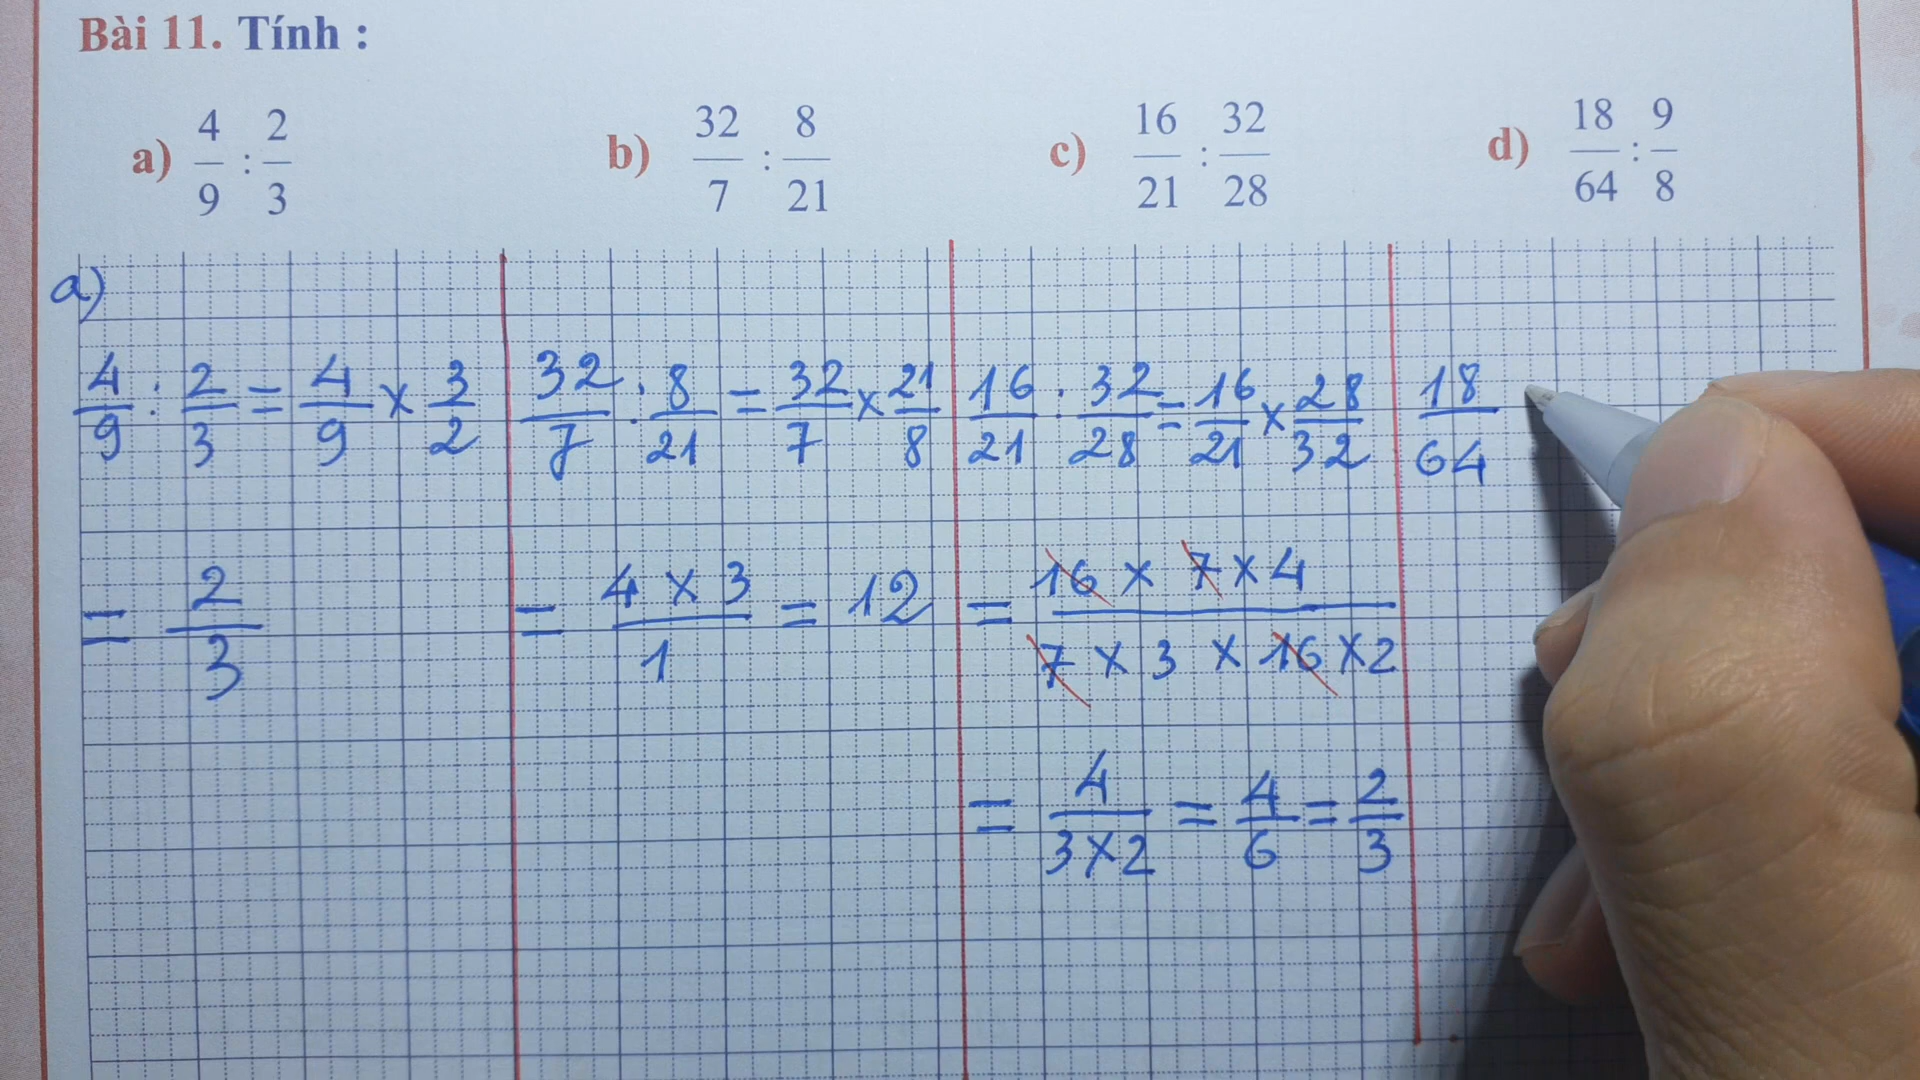 Bài 11. Tính :
a) 4/9 : 2/3 b) 32/7 : 8/21 c) 16/21 : 32/28 d) 18/64 : 9/8
a)
4/9 : 2/3 = 4/9 × 3/2
= 2/3
32/7 : 8/21 = 32/7 × 21/8
= 4 × 3/1 = 12
16/21 : 32/28 = 16/21 × 28/32
= 16 × 7 × 4/7 × 3 × 16 × 2
= 4/3 × 2 = 4/6 = 2/3
18/64